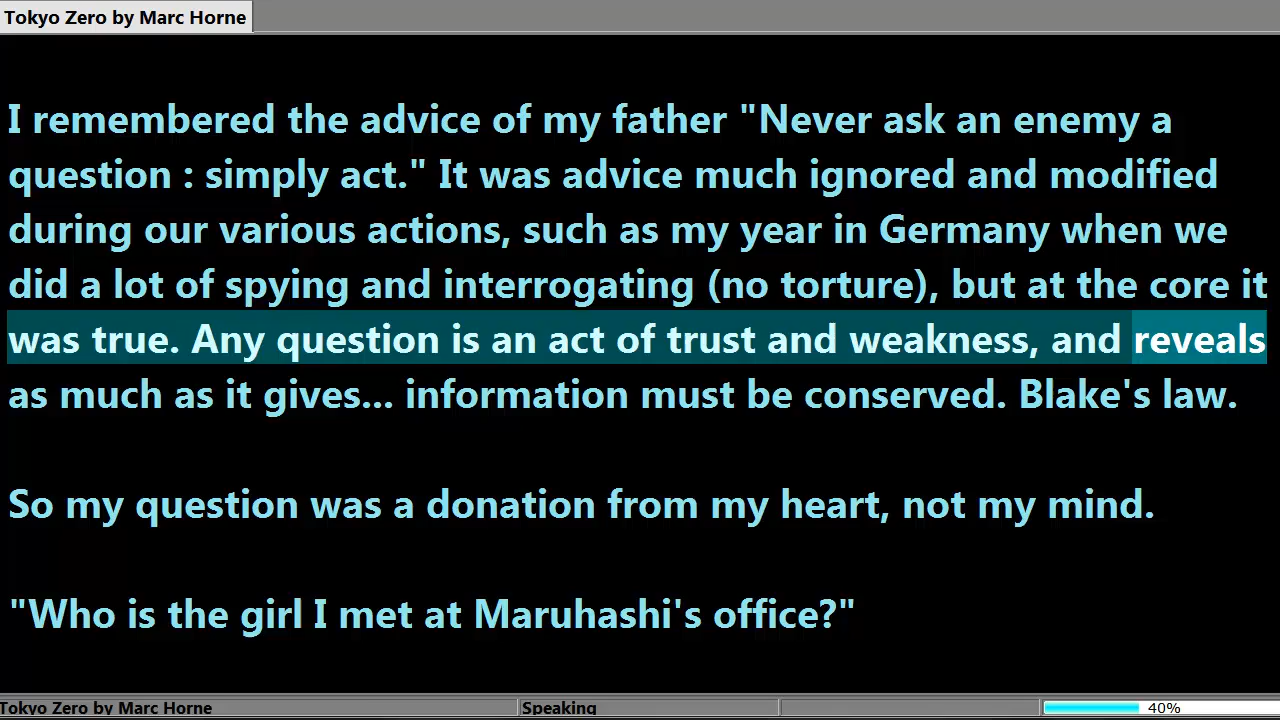 Tokyo Zero by Marc Horne
I remembered the advice of my father "Never ask an enemy a
question : simply act." It was advice much ignored and modified
during our various actions, such as my year in Germany when we
did a lot of spying and interrogating (no torture), but at the core it
was true. Any question is an act of trust and weakness, and reveals
as much as it gives... information must be conserved. Blake's law.
So my question was a donation from my heart, not my mind.
"Who is the girl I met at Maruhashi's office?"
Tokyo Zero by Marc Horne Speaking 40%